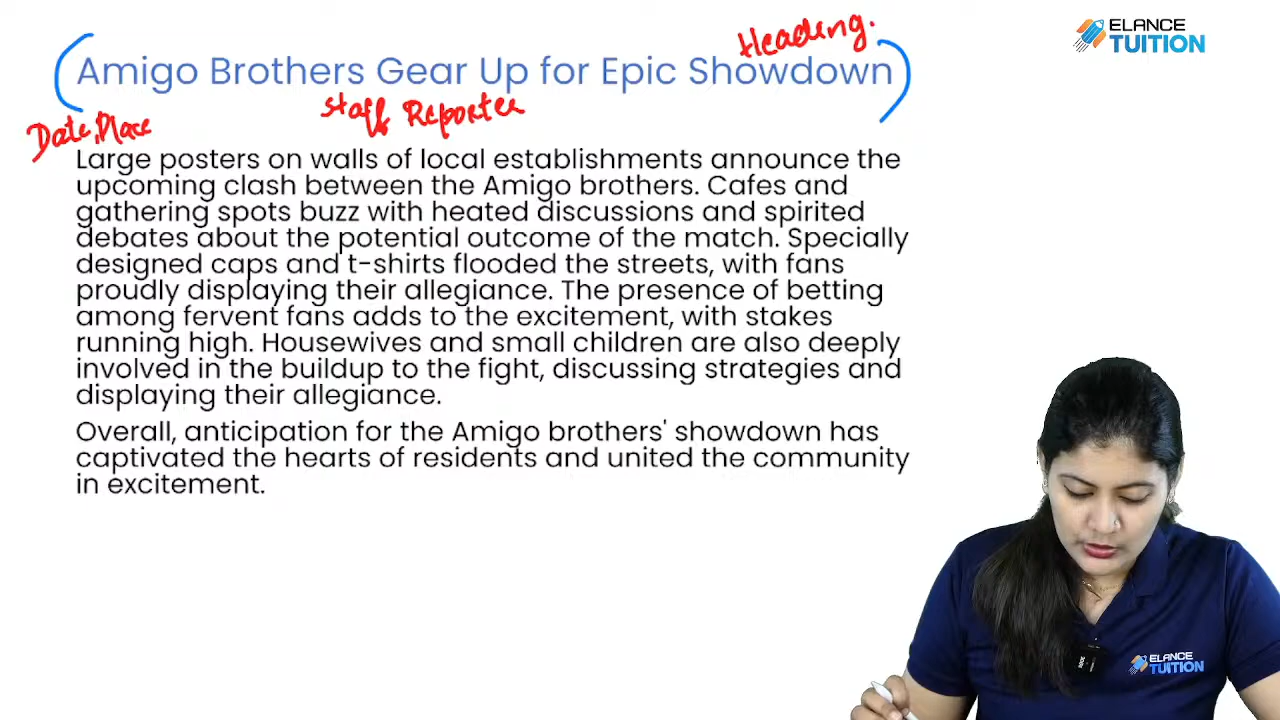 ELANCE
TUITION
Heading.
Amigo Brothers Gear Up for Epic Showdown
Staff Reporter
Date, Place
Large posters on walls of local establishments announce the
upcoming clash between the Amigo brothers. Cafes and
gathering spots buzz with heated discussions and spirited
debates about the potential outcome of the match. Specially
designed caps and t-shirts flooded the streets, with fans
proudly displaying their allegiance. The presence of betting
among fervent fans adds to the excitement, with stakes
running high. Housewives and small children are also deeply
involved in the buildup to the fight, discussing strategies and
displaying their allegiance.
Overall, anticipation for the Amigo brothers' showdown has
captivated the hearts of residents and united the community
in excitement.
ELANCE
TUITION